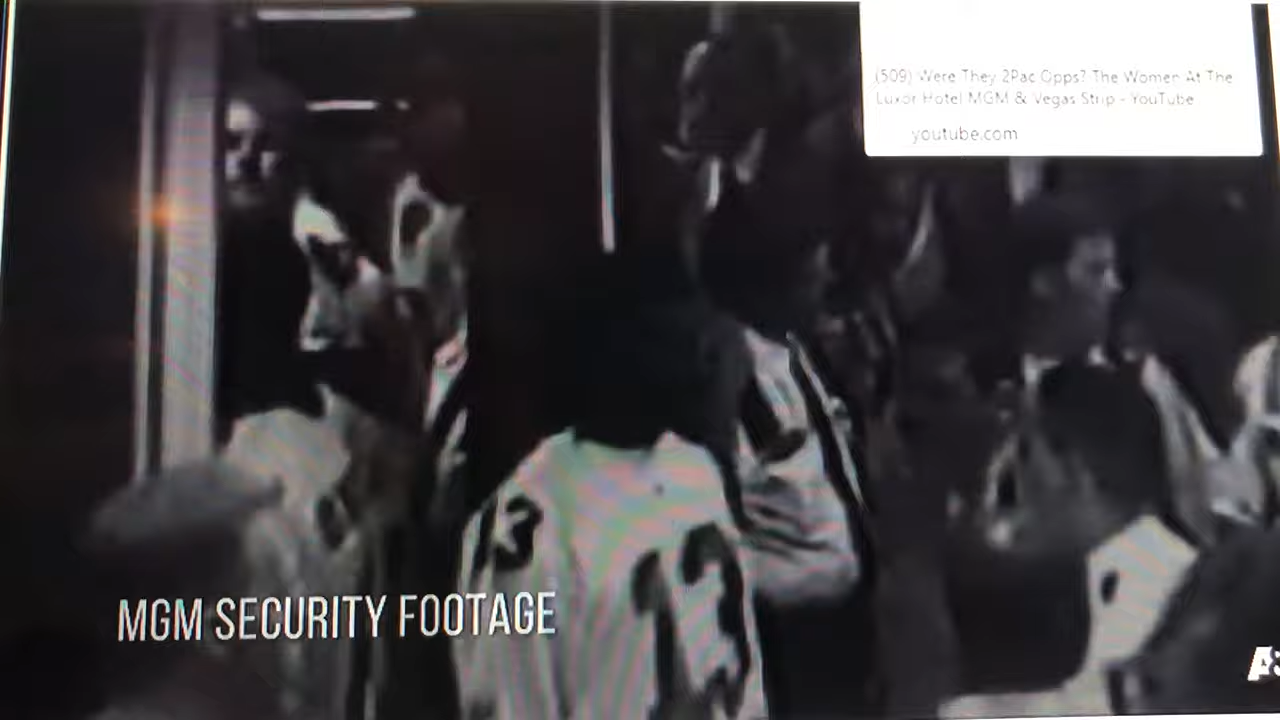 (509) Were They 2Pac Opps? The Women At The
Luxor Hotel MGM & Vegas Strip - YouTube
youtube.com
13
13
MGM SECURITY FOOTAGE